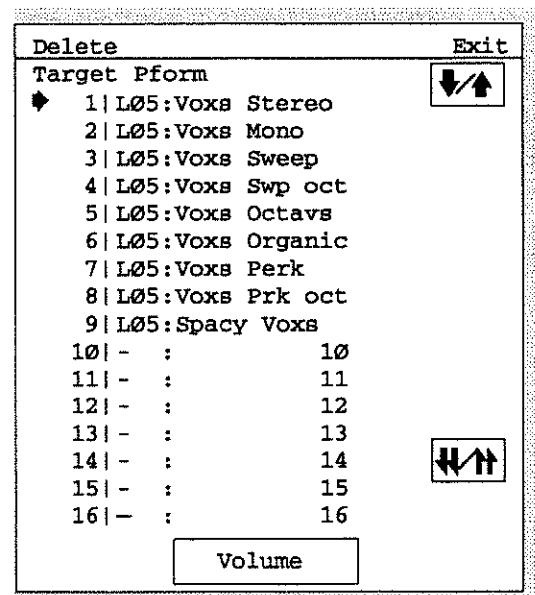 Delete Exit
Target Pform
1|LØ5:Voxs Stereo
2|LØ5:Voxs Mono
3|LØ5:Voxs Sweep
4|LØ5:Voxs Swp oct
5|LØ5:Voxs Octavs
6|LØ5:Voxs Organic
7|LØ5:Voxs Perk
8|LØ5:Voxs Prk oct
9|LØ5:Spacy Voxs
1Ø|- : 1Ø
11|- : 11
12|- : 12
13|- : 13
14|- : 14
15|- : 15
16|— : 16
Volume